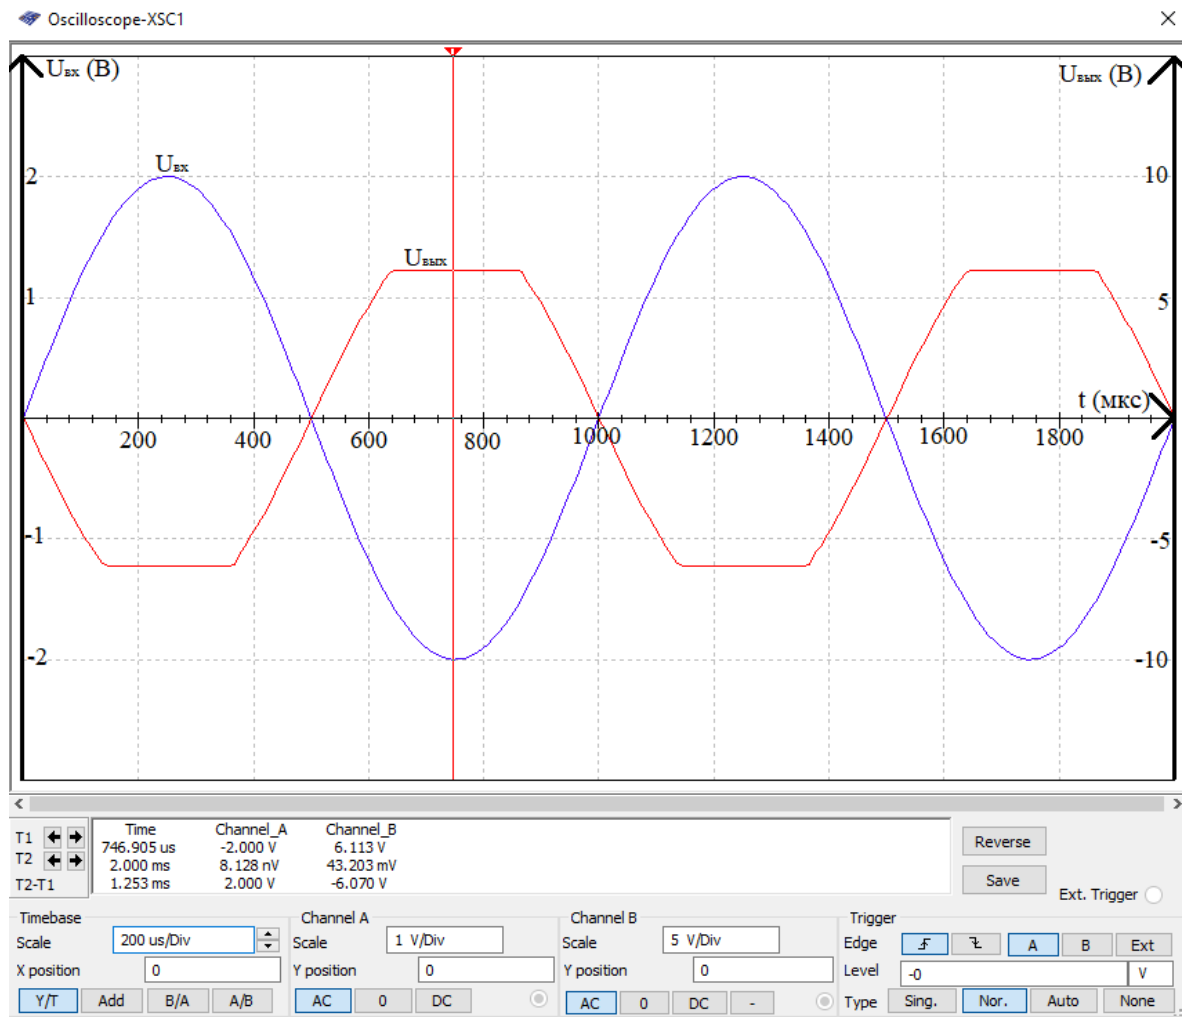 Oscilloscope-XSC1
Uвх (В)
Uвых (В)
Uвх
2
10
Uвых
1
5
t (мкс)
200 400 600 800 1000 1200 1400 1600 1800
-1
-5
-2
-10
T1
T2
T2-T1
Time Channel_A Channel_B
746.905 us -2.000 V 6.113 V
2.000 ms 8.128 nV 43.203 mV
1.253 ms 2.000 V -6.070 V
Reverse
Save
Ext. Trigger
Timebase
Scale 200 us/Div
X position 0
Y/T Add B/A A/B
Channel A
Scale 1 V/Div
Y position 0
AC 0 DC
Channel B
Scale 5 V/Div
Y position 0
AC 0 DC -
Trigger
Edge A B Ext
Level -0 V
Type Sing. Nor. Auto None